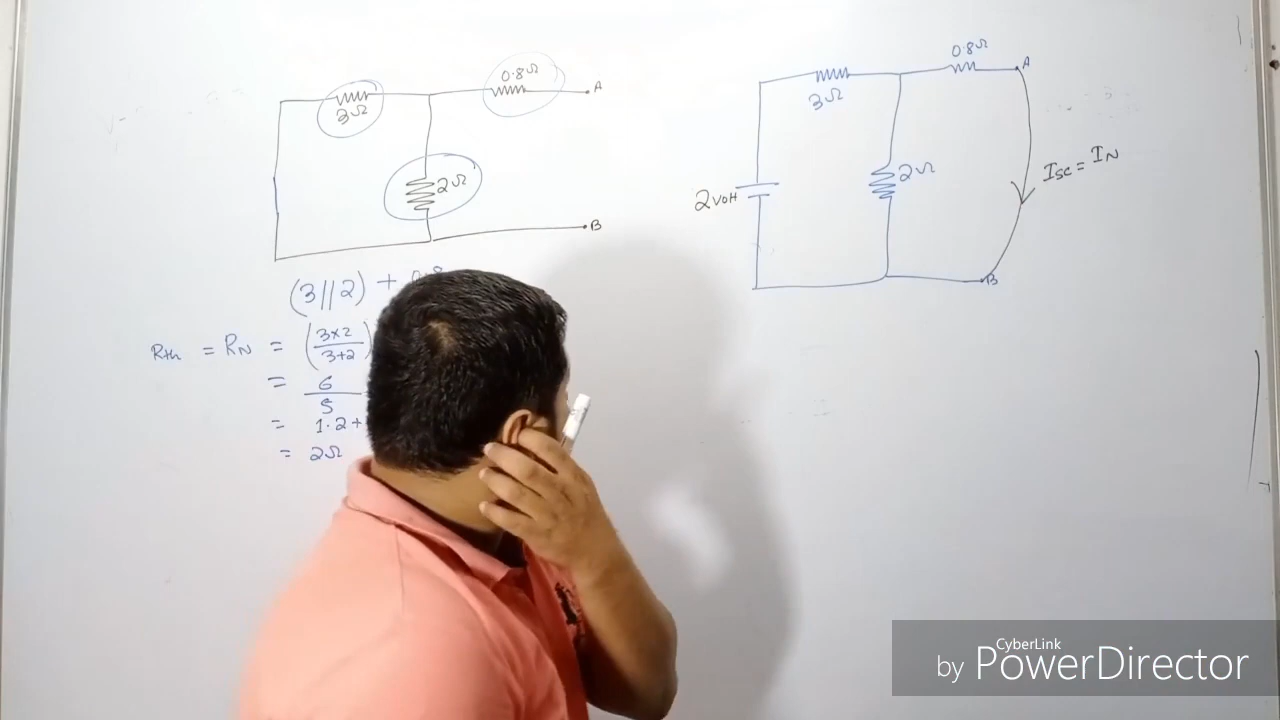 0.8Ω
A
3Ω
2Ω
B
(3||2) +
Rth = RN = (3×2/3+2)
= 6/5
= 1.2+
= 2Ω
0.8Ω
A
3Ω
2Ω
2VOH
ISC = IN
B
CyberLink
by PowerDirector